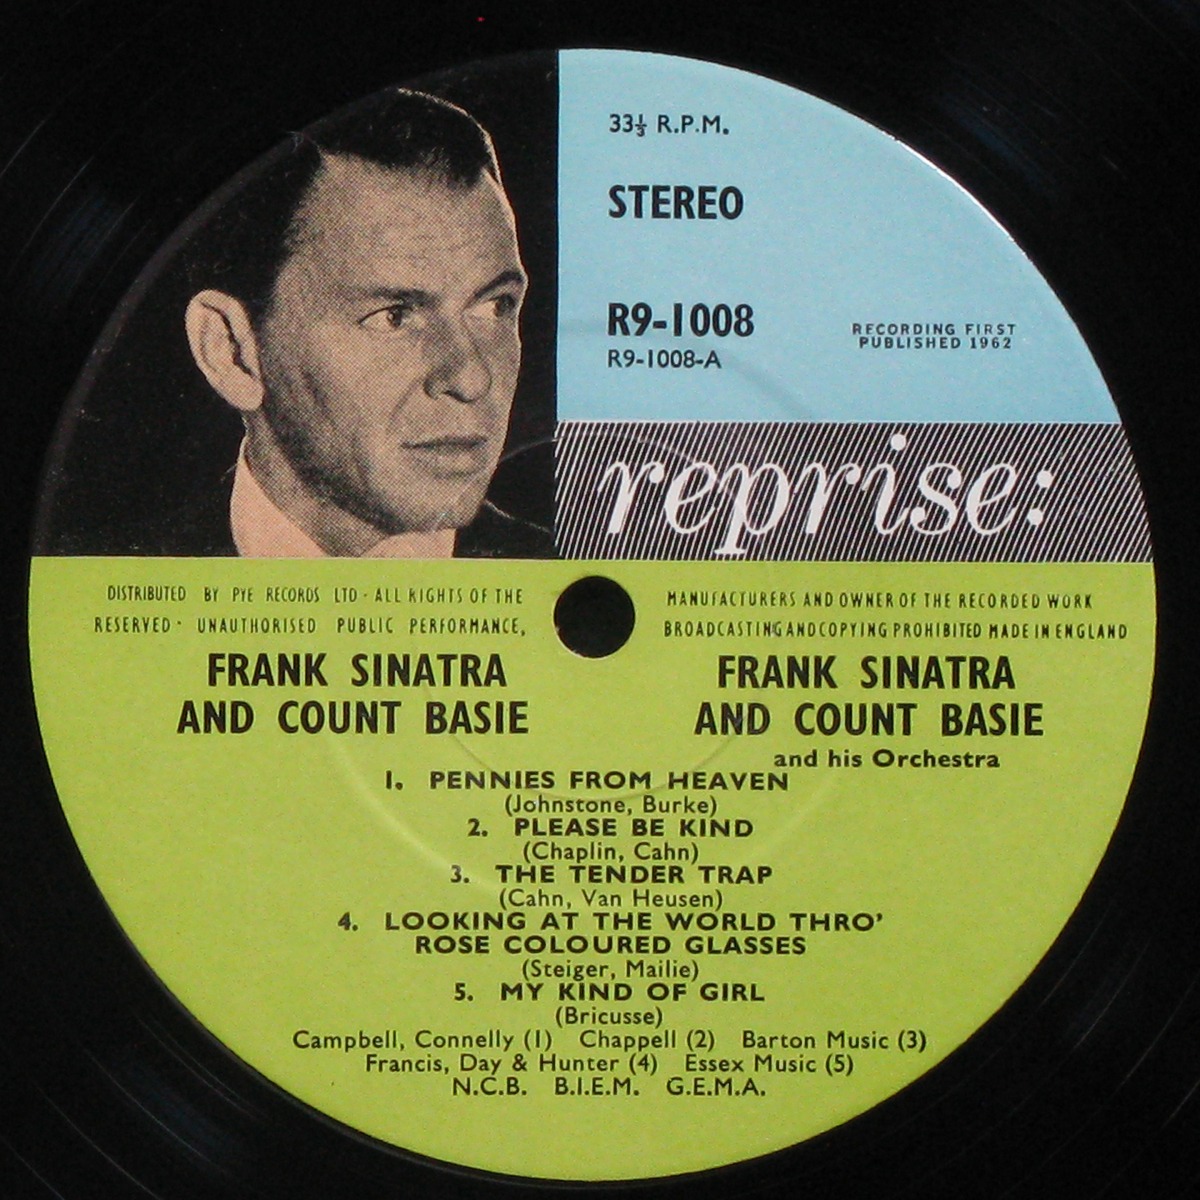 33⅓ R.P.M.
STEREO
R9-1008
R9-1008-A
RECORDING FIRST
PUBLISHED 1962
reprise:
DISTRIBUTED BY PYE RECORDS LTD · ALL RIGHTS OF THE MANUFACTURERS AND OWNER OF THE RECORDED WORK
RESERVED · UNAUTHORISED PUBLIC PERFORMANCE, BROADCASTING AND COPYING PROHIBITED MADE IN ENGLAND
FRANK SINATRA
AND COUNT BASIE
FRANK SINATRA
AND COUNT BASIE
and his Orchestra
1. PENNIES FROM HEAVEN
(Johnstone, Burke)
2. PLEASE BE KIND
(Chaplin, Cahn)
3. THE TENDER TRAP
(Cahn, Van Heusen)
4. LOOKING AT THE WORLD THRO'
ROSE COLOURED GLASSES
(Steiger, Mailie)
5. MY KIND OF GIRL
(Bricusse)
Campbell, Connelly (1) Chappell (2) Barton Music (3)
Francis, Day & Hunter (4) Essex Music (5)
N.C.B. B.I.E.M. G.E.M.A.